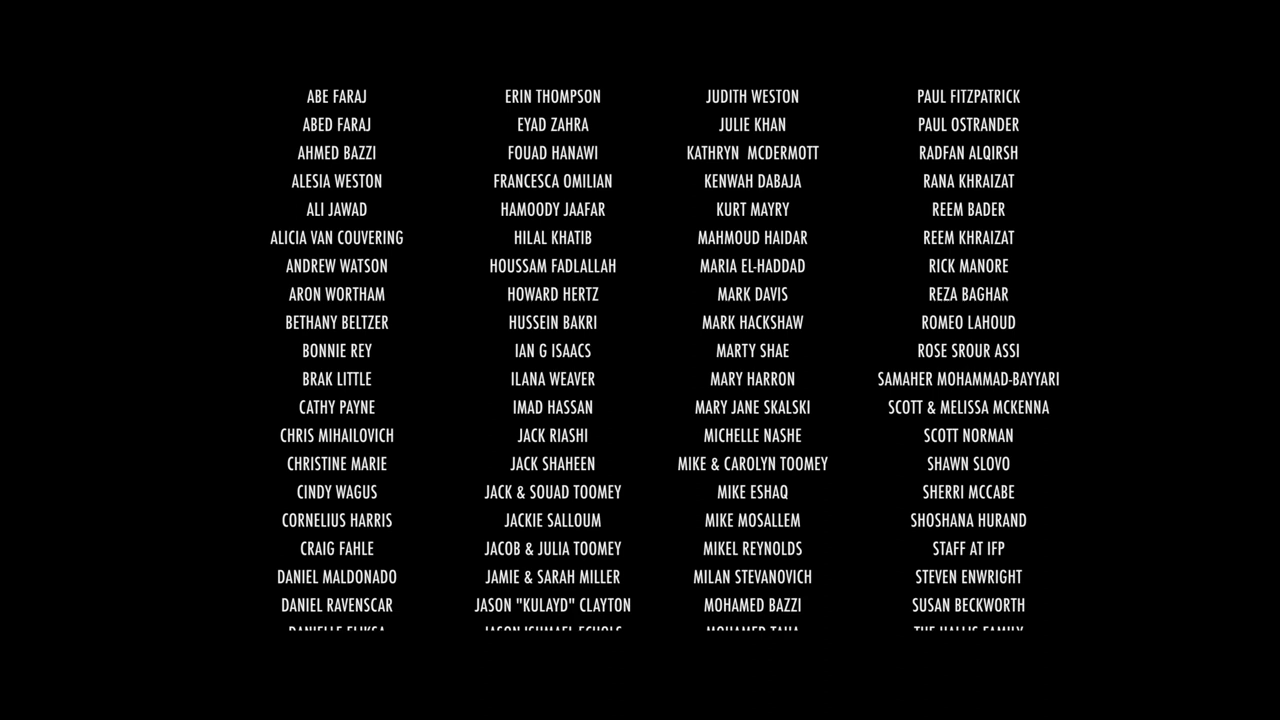 ABE FARAJ
ABED FARAJ
AHMED BAZZI
ALESIA WESTON
ALI JAWAD
ALICIA VAN COUVERING
ANDREW WATSON
ARON WORTHAM
BETHANY BELTZER
BONNIE REY
BRAK LITTLE
CATHY PAYNE
CHRIS MIHAILOVICH
CHRISTINE MARIE
CINDY WAGUS
CORNELIUS HARRIS
CRAIG FAHLE
DANIEL MALDONADO
DANIEL RAVENSCAR
ERIN THOMPSON
EYAD ZAHRA
FOUAD HANAWI
FRANCESCA OMILIAN
HAMOODY JAAFAR
HILAL KHATIB
HOUSSAM FADLALLAH
HOWARD HERTZ
HUSSEIN BAKRI
IAN G ISAACS
ILANA WEAVER
IMAD HASSAN
JACK RIASHI
JACK SHAHEEN
JACK & SOUAD TOOMEY
JACKIE SALLOUM
JACOB & JULIA TOOMEY
JAMIE & SARAH MILLER
JASON "KULAYD" CLAYTON
JUDITH WESTON
JULIE KHAN
KATHRYN MCDERMOTT
KENWAH DABAJA
KURT MAYRY
MAHMOUD HAIDAR
MARIA EL-HADDAD
MARK DAVIS
MARK HACKSHAW
MARTY SHAE
MARY HARRON
MARY JANE SKALSKI
MICHELLE NASHE
MIKE & CAROLYN TOOMEY
MIKE ESHAQ
MIKE MOSALLEM
MIKEL REYNOLDS
MILAN STEVANOVICH
MOHAMED BAZZI
PAUL FITZPATRICK
PAUL OSTRANDER
RADFAN ALQIRSH
RANA KHRAIZAT
REEM BADER
REEM KHRAIZAT
RICK MANORE
REZA BAGHAR
ROMEO LAHOUD
ROSE SROUR ASSI
SAMAHER MOHAMMAD-BAYYARI
SCOTT & MELISSA MCKENNA
SCOTT NORMAN
SHAWN SLOVO
SHERRI MCCABE
SHOSHANA HURAND
STAFF AT IFP
STEVEN ENWRIGHT
SUSAN BECKWORTH